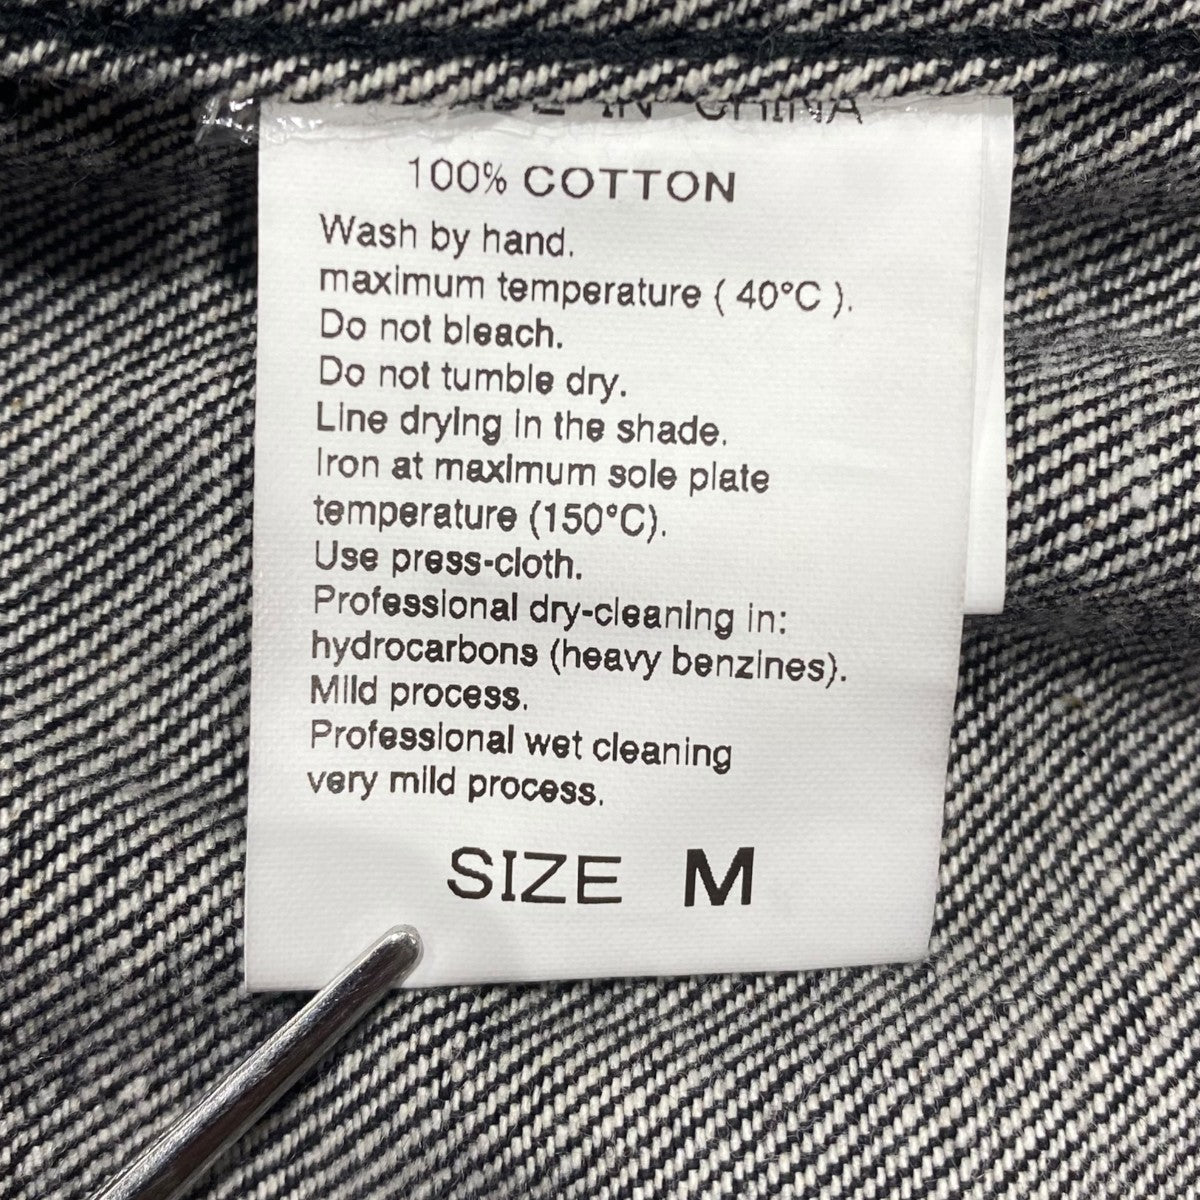 IN CHINA
100% COTTON
Wash by hand.
maximum temperature ( 40°C ).
Do not bleach.
Do not tumble dry.
Line drying in the shade.
Iron at maximum sole plate
temperature (150°C).
Use press-cloth.
Professional dry-cleaning in:
hydrocarbons (heavy benzines).
Mild process.
Professional wet cleaning
very mild process.
SIZE M